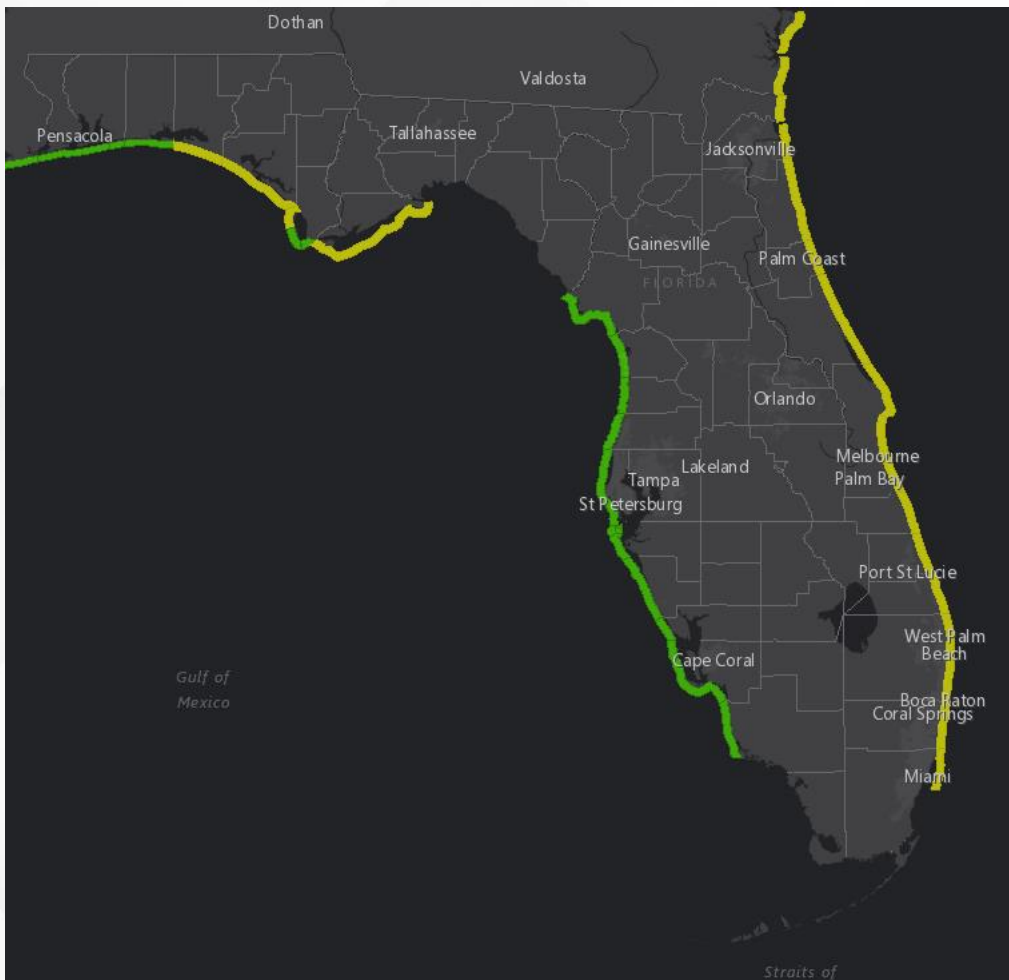 Dothan
Valdosta
Pensacola
Tallahassee
Jacksonville
Gainesville
Palm Coast
FLORIDA
Orlando
Melbourne
Lakeland
Tampa
Palm Bay
St Petersburg
Port St Lucie
West Palm
Beach
Cape Coral
Gulf of
Mexico
Boca Raton
Coral Springs
Miami
Straits of